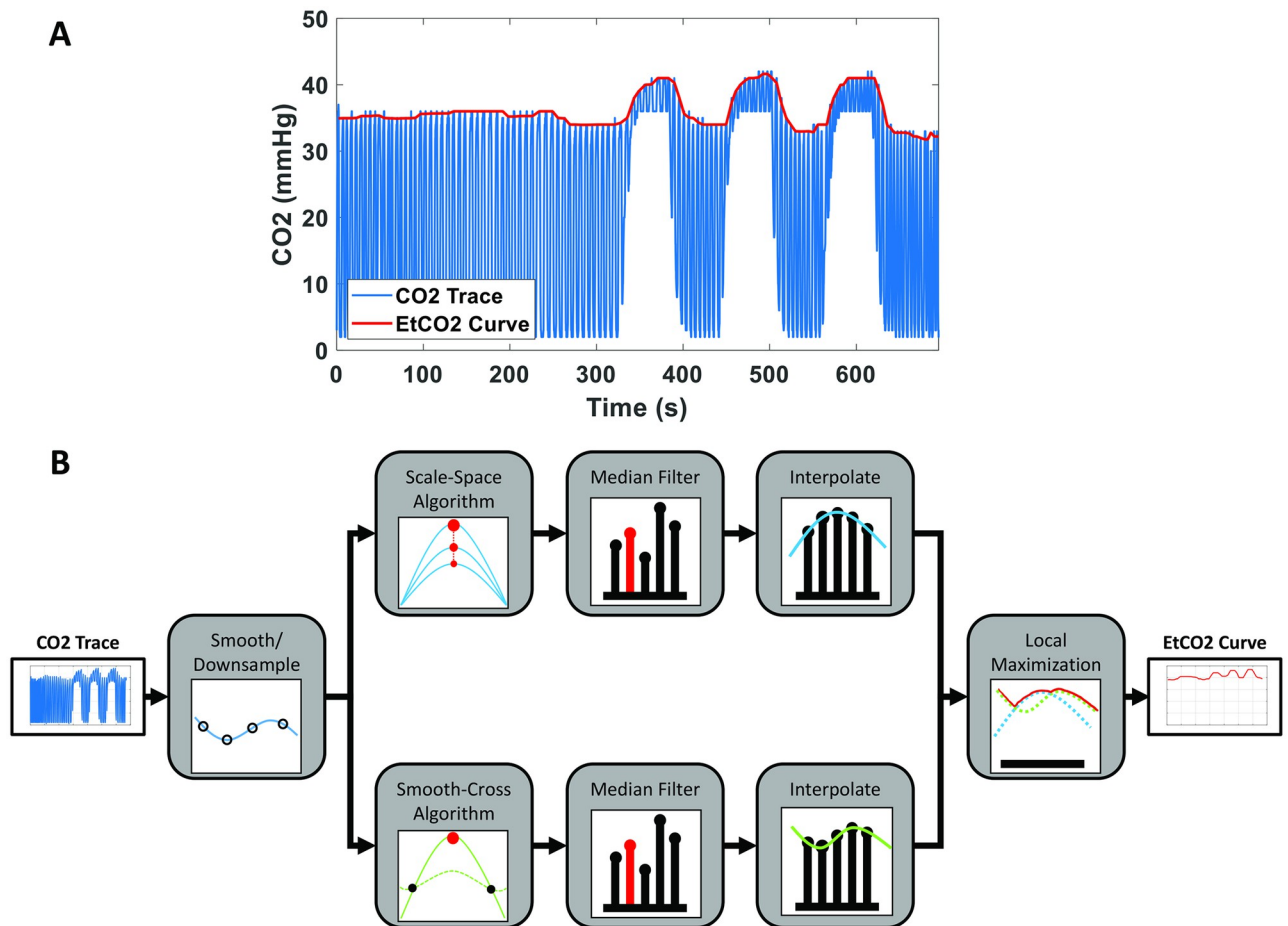 A
50
40
30
20
10
0
CO2 (mmHg)
CO2 Trace
EtCO2 Curve
0 100 200 300 400 500 600
Time (s)
B
CO2 Trace
Smooth/
Downsample
Scale-Space
Algorithm
Median Filter
Interpolate
Smooth-Cross
Algorithm
Median Filter
Interpolate
Local
Maximization
EtCO2 Curve